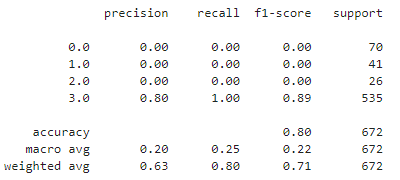 precision recall f1-score support
0.0 0.00 0.00 0.00 70
1.0 0.00 0.00 0.00 41
2.0 0.00 0.00 0.00 26
3.0 0.80 1.00 0.89 535
accuracy 0.80 672
macro avg 0.20 0.25 0.22 672
weighted avg 0.63 0.80 0.71 672